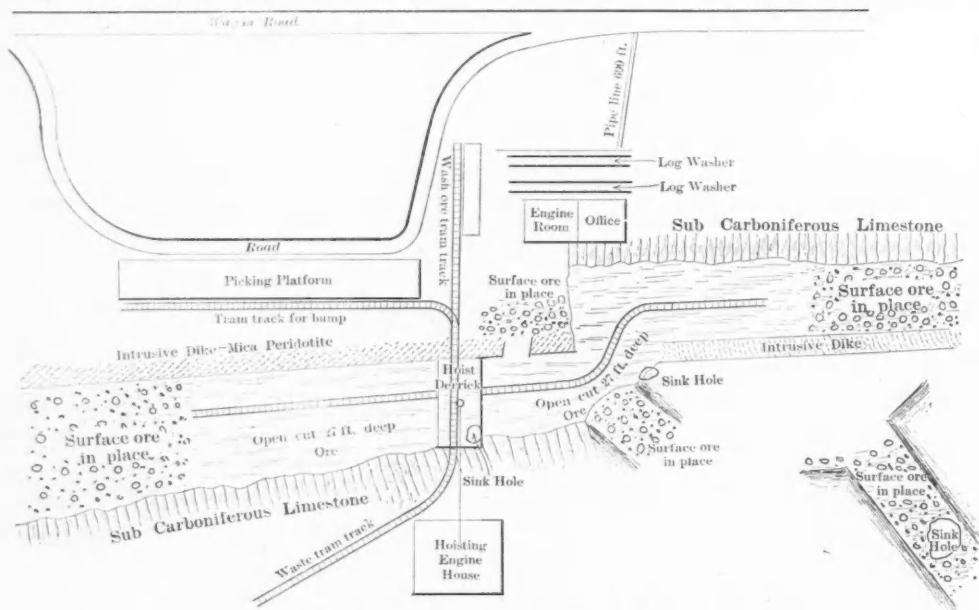 Wagon Road
Pipe line 600 ft.
Log Washer
Log Washer
Wash ore tram track
Engine
Room
Office
Sub Carboniferous Limestone
Road
Picking Platform
Surface ore
in place
Surface ore
in place
Tram track for bump
Intrusive Dike-Mica Peridotite
Intrusive Dike
Hoist
Derrick
Open cut 27 ft. deep
Ore
Sink Hole
Surface ore
in place
Open cut 27 ft. deep
Ore
Surface ore
in place
Surface ore
in place
Sink Hole
Sub Carboniferous Limestone
Sink
Hole
Waste tram track
Hoisting
Engine
House